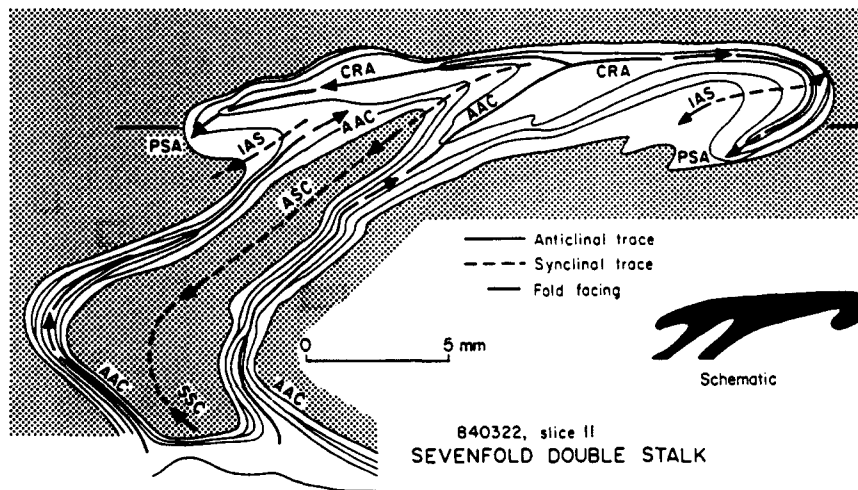 CRA
CRA
AAC
AAC
IAS
IAS
PSA
PSA
ASC
Anticlinal trace
Synclinal trace
Fold facing
0 5 mm
Schematic
AAC
SSC
AAC
840322, slice II
SEVENFOLD DOUBLE STALK